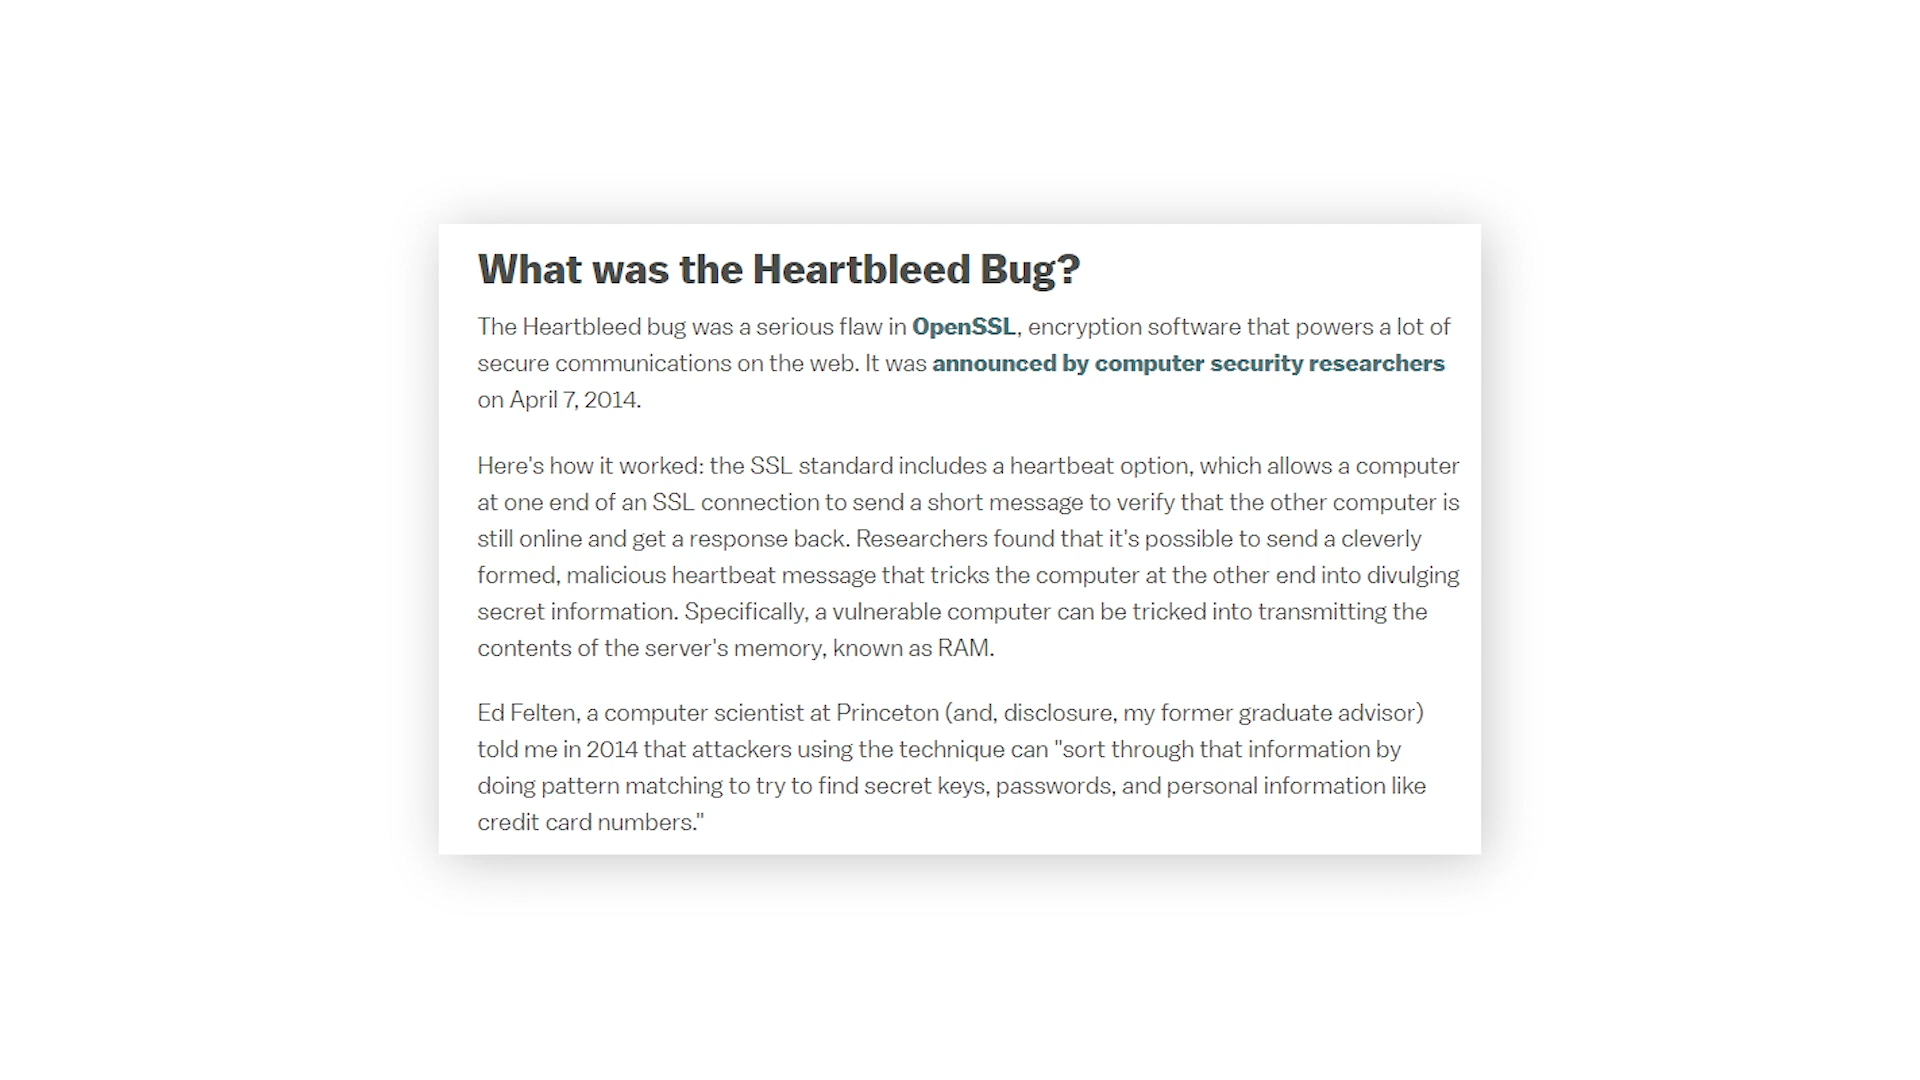 What was the Heartbleed Bug?
The Heartbleed bug was a serious flaw in OpenSSL, encryption software that powers a lot of
secure communications on the web. It was announced by computer security researchers
on April 7, 2014.
Here's how it worked: the SSL standard includes a heartbeat option, which allows a computer
at one end of an SSL connection to send a short message to verify that the other computer is
still online and get a response back. Researchers found that it's possible to send a cleverly
formed, malicious heartbeat message that tricks the computer at the other end into divulging
secret information. Specifically, a vulnerable computer can be tricked into transmitting the
contents of the server's memory, known as RAM.
Ed Felten, a computer scientist at Princeton (and, disclosure, my former graduate advisor)
told me in 2014 that attackers using the technique can "sort through that information by
doing pattern matching to try to find secret keys, passwords, and personal information like
credit card numbers."